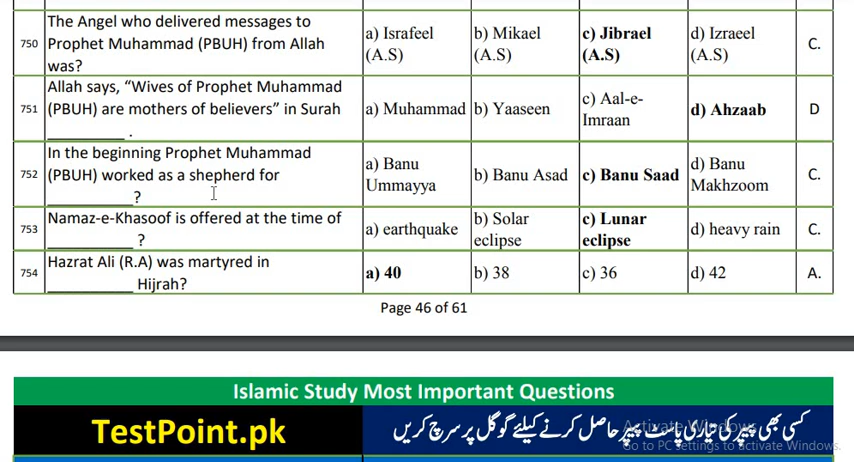 750 The Angel who delivered messages to Prophet Muhammad (PBUH) from Allah was? a) Israfeel (A.S) b) Mikael (A.S) c) Jibrael (A.S) d) Izraeel (A.S) C.
751 Allah says, “Wives of Prophet Muhammad (PBUH) are mothers of believers” in Surah __________ . a) Muhammad b) Yaaseen c) Aal-e-Imraan d) Ahzaab D
752 In the beginning Prophet Muhammad (PBUH) worked as a shepherd for ___________? a) Banu Ummayya b) Banu Asad c) Banu Saad d) Banu Makhzoom C.
753 Namaz-e-Khasoof is offered at the time of ___________ ? a) earthquake b) Solar eclipse c) Lunar eclipse d) heavy rain C.
754 Hazrat Ali (R.A) was martyred in ___________ Hijrah? a) 40 b) 38 c) 36 d) 42 A.
Page 46 of 61
Islamic Study Most Important Questions
TestPoint.pk
کسی بھی پیپر کی تیاری پاسٹ پیپر حاصل کرنے کیلئے گوگل پر سرچ کریں
Activate Windows
Go to PC settings to activate Windows.